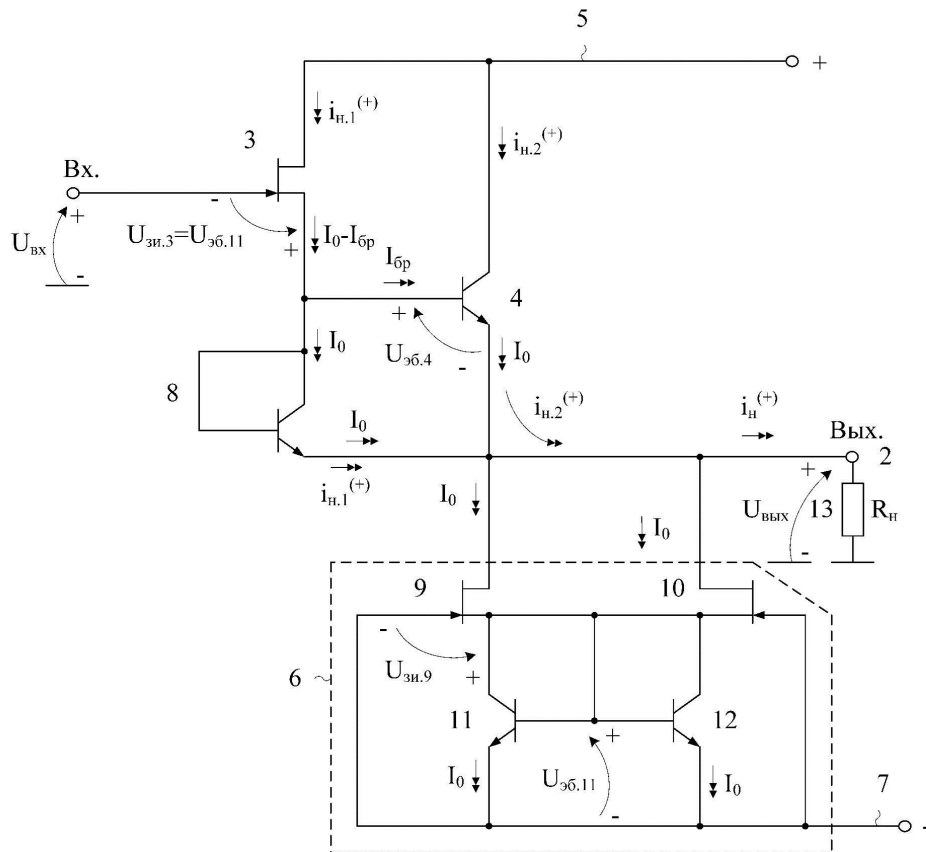 5
+
iн.1(+)
3
iн.2(+)
Вх.
-
+
Uзи.3=Uэб.11
+
I0-Iбр
Uвх
Iбр
-
4
+
I0
Uэб.4
-
I0
8
iн.2(+)
iн(+)
I0
Вых.
2
iн.1(+)
+
I0
Uвых
13
Rн
I0
-
9
10
-
Uзи.9
+
6
11
12
+
I0
Uэб.11
I0
-
7
-